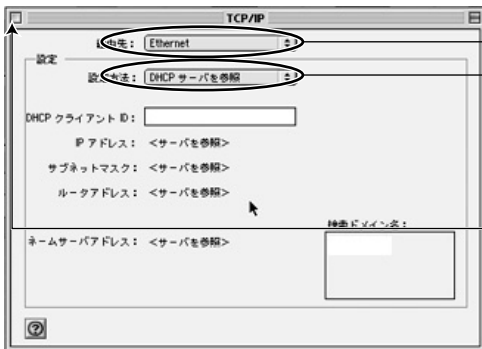 TCP/IP
経由先： Ethernet
設定
設定方法： DHCP サーバを参照
DHCP クライアント ID：
IP アドレス： <サーバを参照>
サブネットマスク： <サーバを参照>
ルータアドレス： <サーバを参照>
検索ドメイン名：
ネームサーバアドレス： <サーバを参照>
?